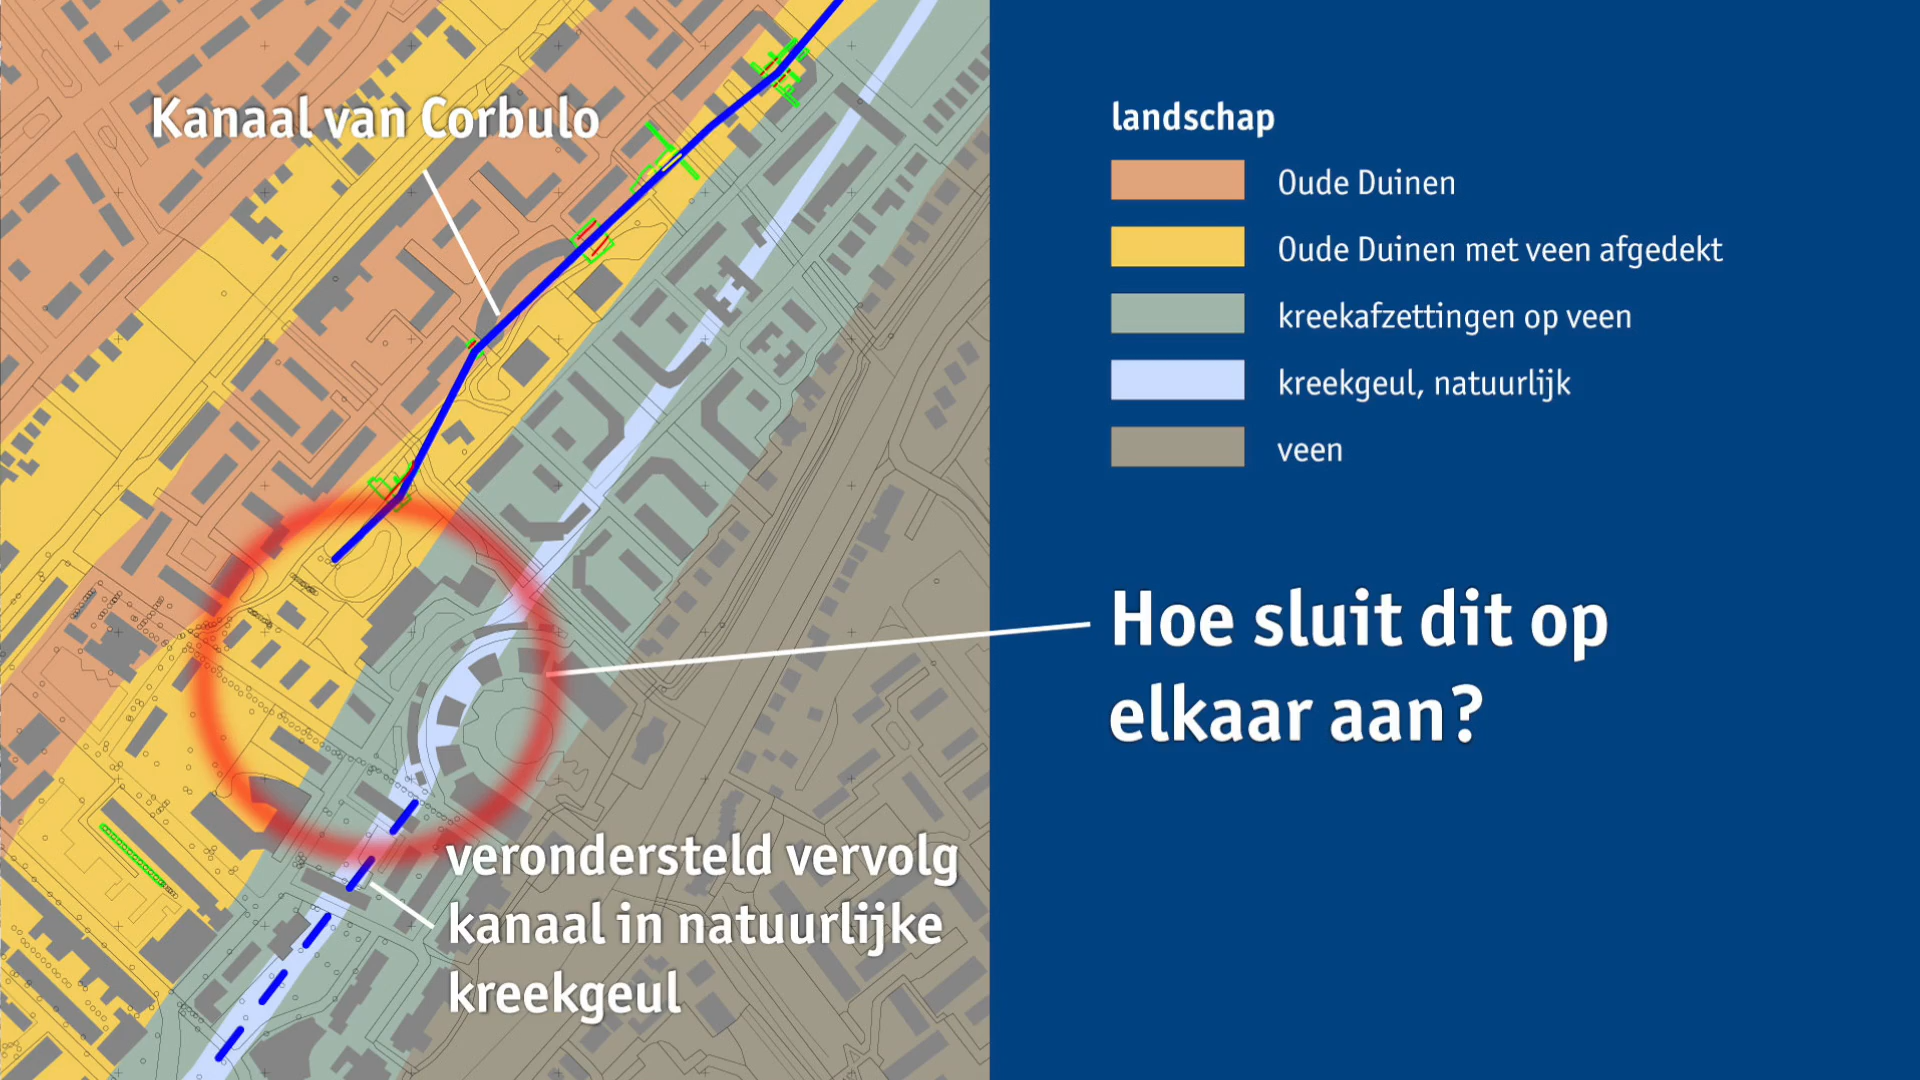 Kanaal van Corbulo
landschap
Oude Duinen
Oude Duinen met veen afgedekt
kreekafzettingen op veen
kreekgeul, natuurlijk
veen
Hoe sluit dit op
elkaar aan?
verondersteld vervolg
kanaal in natuurlijke
kreekgeul